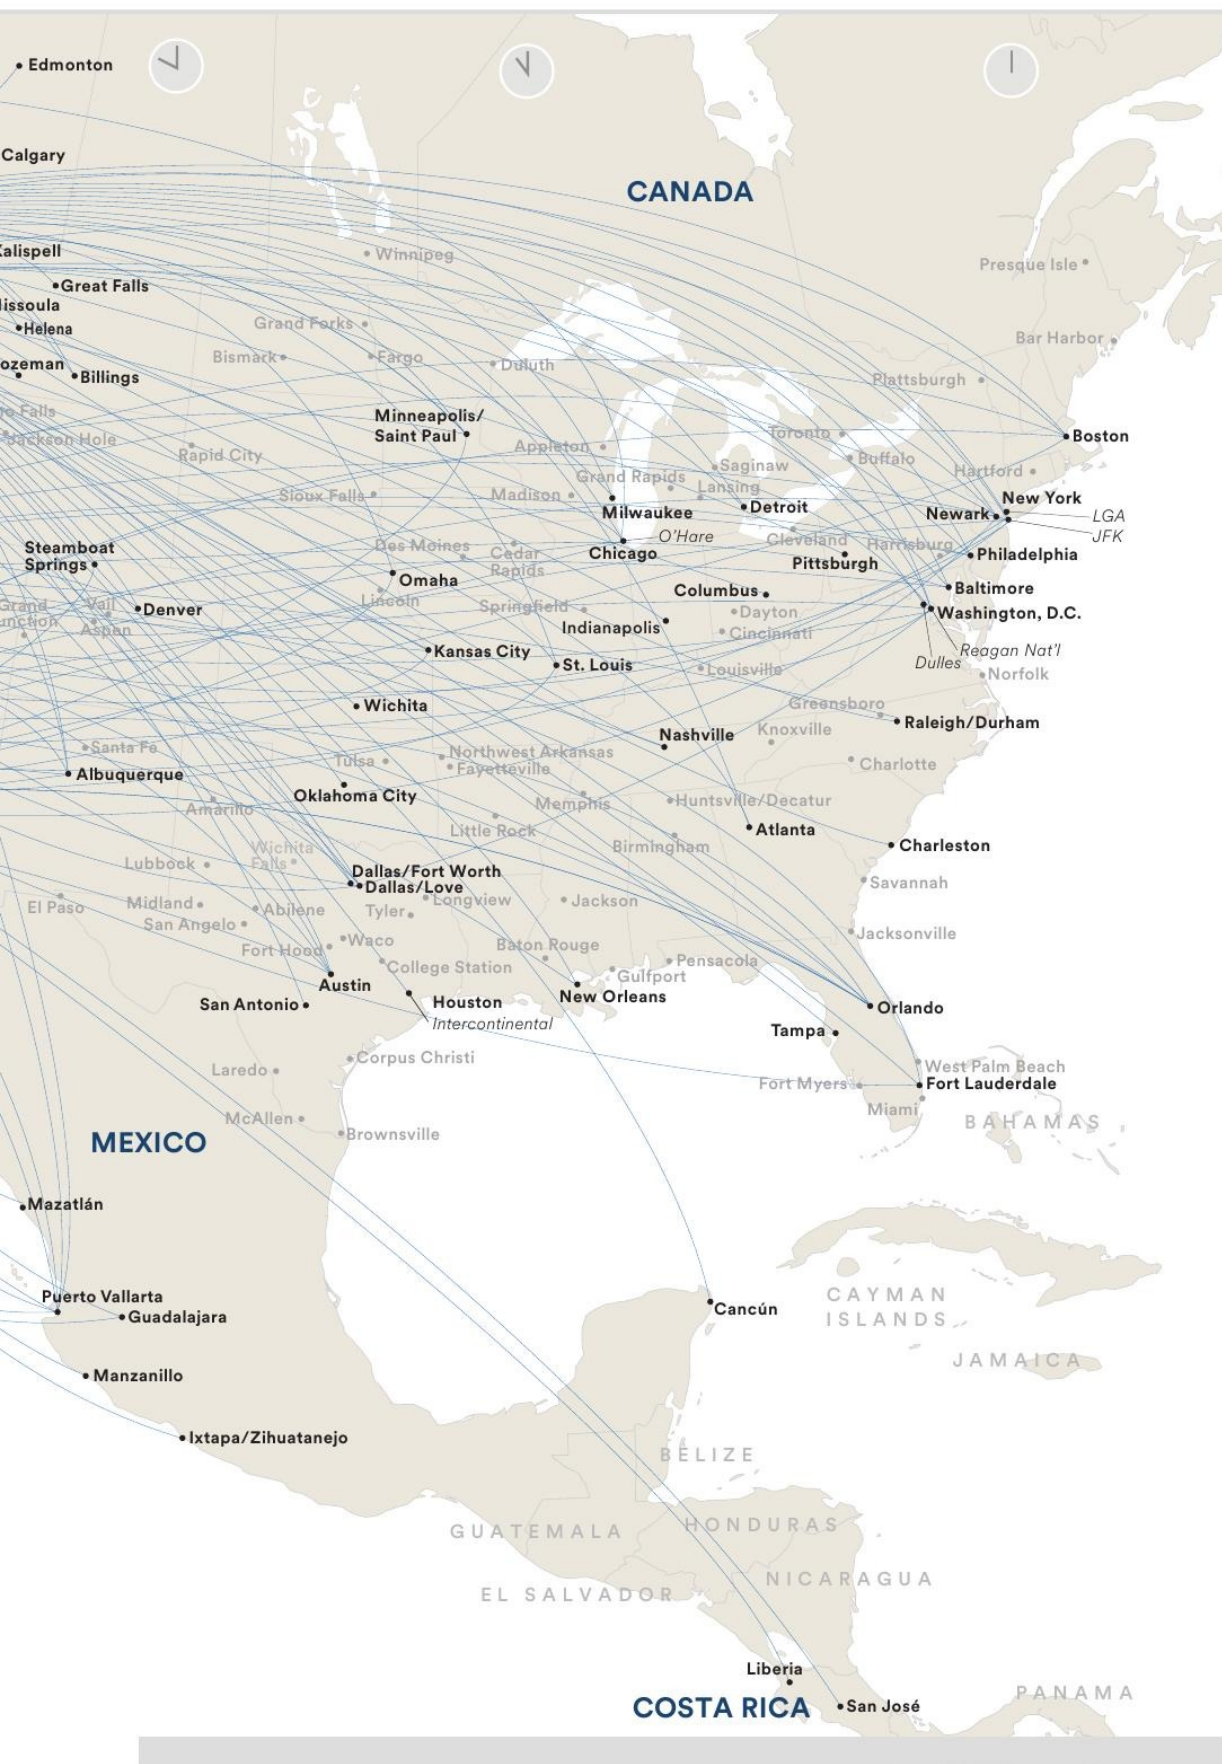 Edmonton
Calgary
CANADA
Kalispell
Winnipeg
Presque Isle
Great Falls
Missoula
Helena
Grand Forks
Bar Harbor
Bismarck
Fargo
Duluth
Bozeman
Billings
Plattsburgh
Jackson Hole
Minneapolis/
Saint Paul
Toronto
Boston
Rapid City
Appleton
Buffalo
Saginaw
Hartford
Grand Rapids
Lansing
Sioux Falls
Madison
New York
Milwaukee
Detroit
Newark
LGA
JFK
O'Hare
Cleveland
Harrisburg
Steamboat
Springs
Des Moines
Cedar
Rapids
Chicago
Pittsburgh
Philadelphia
Omaha
Lincoln
Columbus
Baltimore
Grand
Junction
Vail
Aspen
Denver
Springfield
Dayton
Washington, D.C.
Indianapolis
Cincinnati
Kansas City
St. Louis
Louisville
Dulles
Reagan Nat'l
Norfolk
Wichita
Greensboro
Raleigh/Durham
Knoxville
Nashville
Santa Fe
Tulsa
Northwest Arkansas
Fayetteville
Charlotte
Albuquerque
Oklahoma City
Amarillo
Memphis
Huntsville/Decatur
Little Rock
Birmingham
Atlanta
Charleston
Wichita
Falls
Lubbock
Dallas/Fort Worth
Dallas/Love
Savannah
El Paso
Midland
Abilene
Tyler
Longview
Jackson
San Angelo
Fort Hood
Waco
Baton Rouge
Jacksonville
College Station
Pensacola
Gulfport
Austin
San Antonio
Houston
Intercontinental
New Orleans
Orlando
Tampa
Corpus Christi
Laredo
West Palm Beach
Fort Myers
Fort Lauderdale
Miami
McAllen
Brownsville
BAHAMAS
MEXICO
Mazatlán
Puerto Vallarta
Guadalajara
Cancún
CAYMAN
ISLANDS
JAMAICA
Manzanillo
Ixtapa/Zihuatanejo
BELIZE
GUATEMALA
HONDURAS
NICARAGUA
EL SALVADOR
Liberia
COSTA RICA
San José
PANAMA